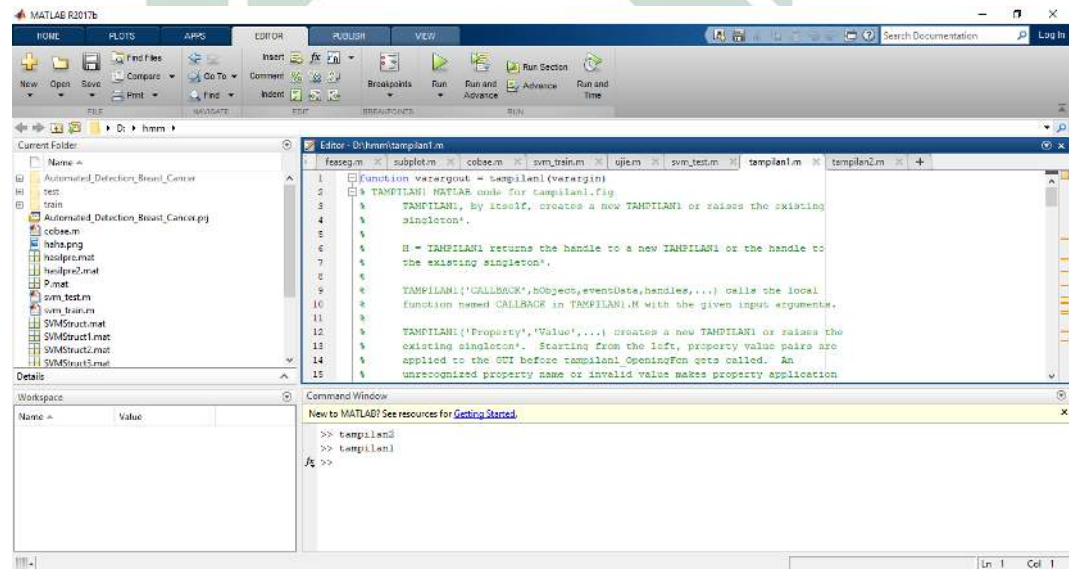 MATLAB R2017b
HOME PLOTS APPS EDITOR PUBLISH VIEW
Search Documentation Log In
New Open Save
Find Files
Compare
Print
Go To
Find
Insert fx
Comment
Indent
Breakpoints
Run
Run and Advance
Run Section
Advance
Run and Time
FILE NAVIGATE EDIT BREAKPOINTS RUN
D: hmm
Current Folder
Name
Automated_Detection_Breast_Cancer
test
train
Automated_Detection_Breast_Cancer.prj
cobae.m
haha.png
hasilpre.mat
hasilpre2.mat
P.mat
svm_test.m
svm_train.m
SVMStruct.mat
SVMStruct1.mat
SVMStruct2.mat
SVMStruct3.mat
Details
Workspace
Name Value
Editor - D:\hmm\tampilan1.m
feaseg.m subplot.m cobae.m svm_train.m ujie.m svm_test.m tampilan1.m tampilan2.m +
1 function varargout = tampilan1(varargin)
2 % TAMPILAN1 MATLAB code for tampilan1.fig
3 % TAMPILAN1, by itself, creates a new TAMPILAN1 or raises the existing
4 % singleton*.
5 %
6 % H = TAMPILAN1 returns the handle to a new TAMPILAN1 or the handle to
7 % the existing singleton*.
8 %
9 % TAMPILAN1('CALLBACK',hObject,eventData,handles,...) calls the local
10 % function named CALLBACK in TAMPILAN1.M with the given input arguments.
11 %
12 % TAMPILAN1('Property','Value',...) creates a new TAMPILAN1 or raises the
13 % existing singleton*. Starting from the left, property value pairs are
14 % applied to the GUI before tampilan1_OpeningFcn gets called. An
15 % unrecognized property name or invalid value makes property application
Command Window
New to MATLAB? See resources for Getting Started.
>> tampilan2
>> tampilan1
fx >>
Ln 1 Col 1